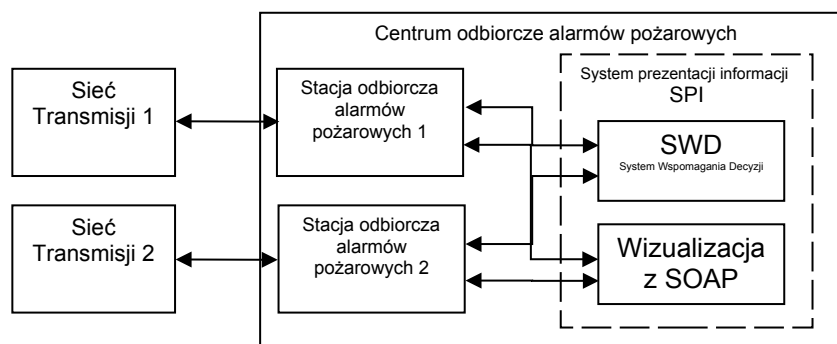 Centrum odbiorcze alarmów pożarowych
Sieć
Transmisji 1
Stacja odbiorcza
alarmów
pożarowych 1
System prezentacji informacji
SPI
SWD
System Wspomagania Decyzji
Sieć
Transmisji 2
Stacja odbiorcza
alarmów
pożarowych 2
Wizualizacja
z SOAP